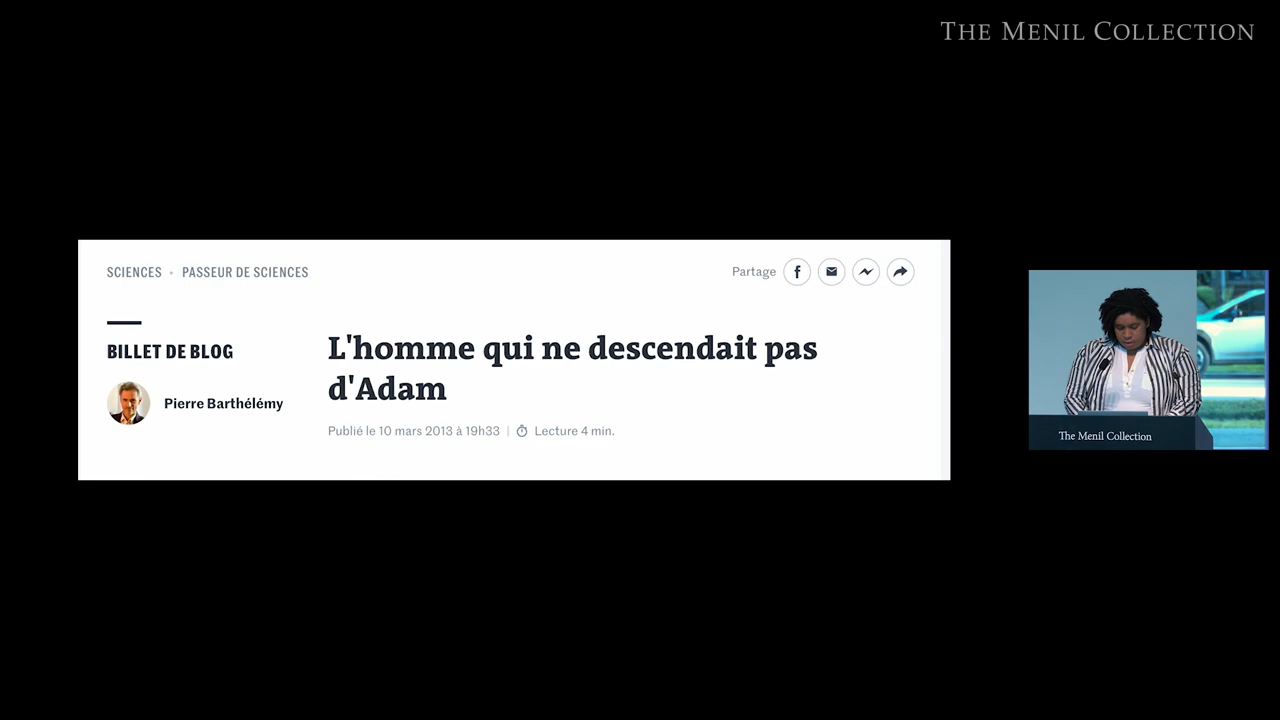 THE MENIL COLLECTION
SCIENCES • PASSEUR DE SCIENCES
Partage
BILLET DE BLOG
Pierre Barthélémy
L'homme qui ne descendait pas
d'Adam
Publié le 10 mars 2013 à 19h33 | Lecture 4 min.
The Menil Collection